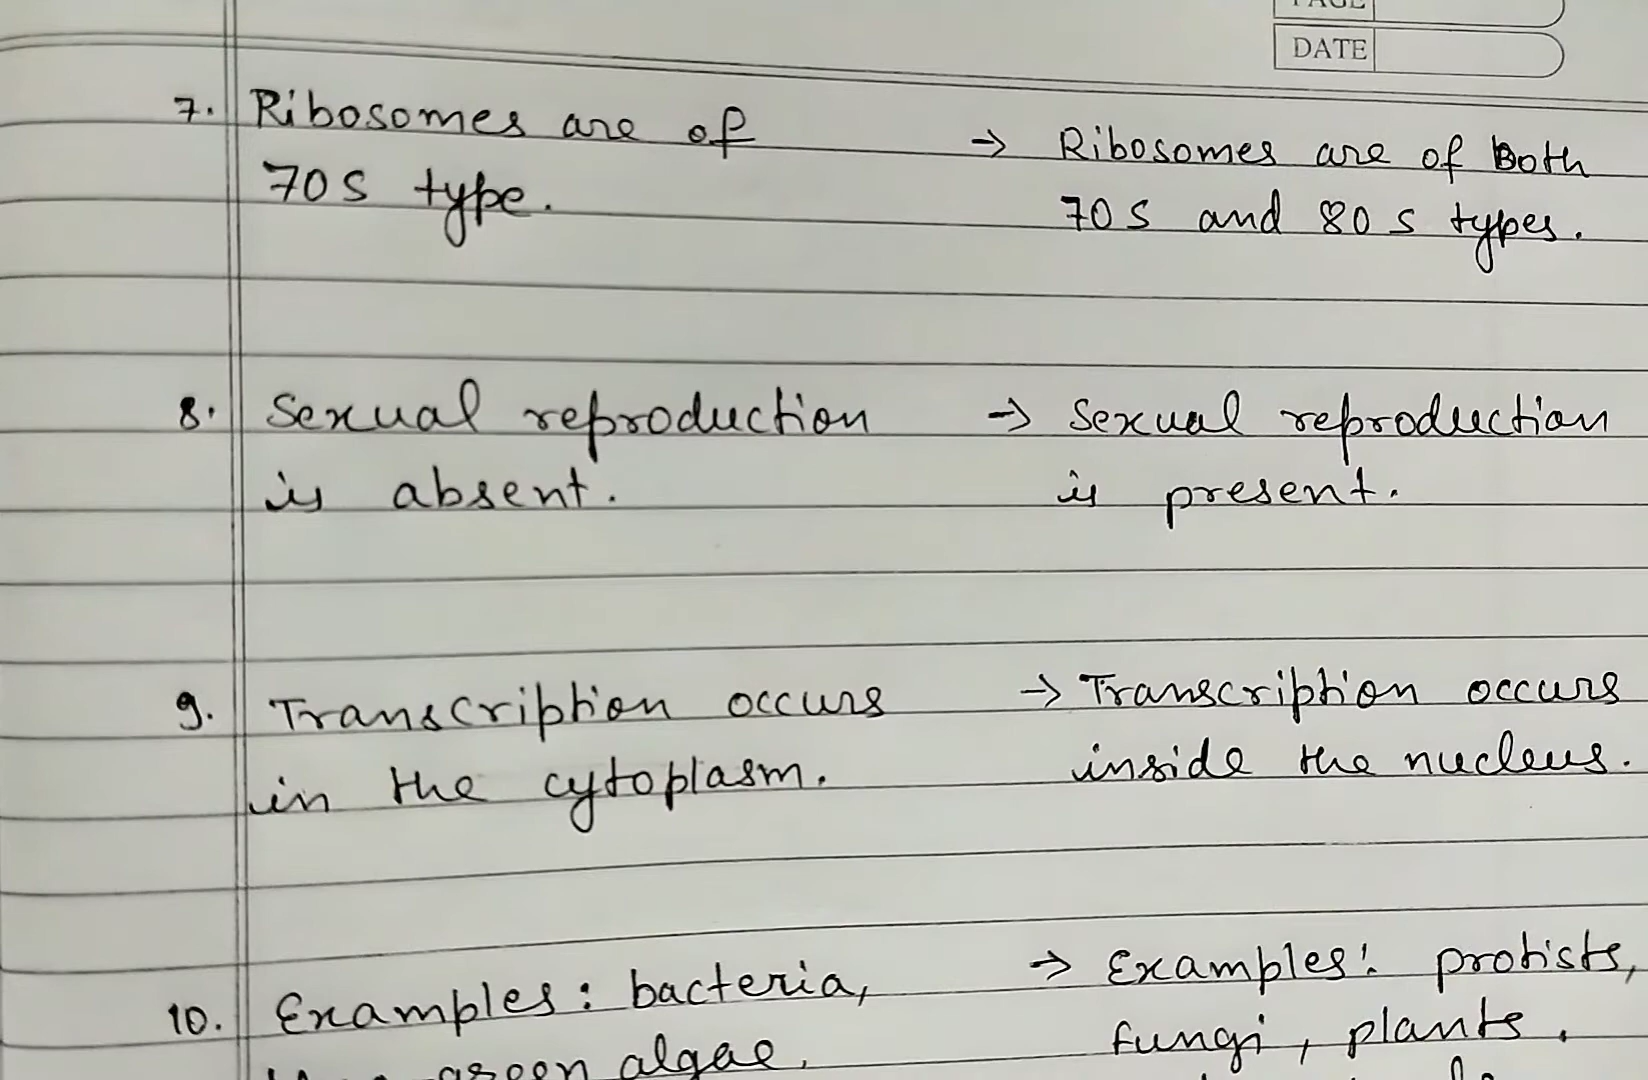 PAGE
DATE
7. Ribosomes are of → Ribosomes are of Both
70S type. 70S and 80S types.
8. Sexual reproduction → Sexual reproduction
is absent. is present.
9. Transcription occurs → Transcription occurs
in the cytoplasm. inside the nucleus.
10. Examples: bacteria, → Examples: protists,
green algae, fungi, plants,